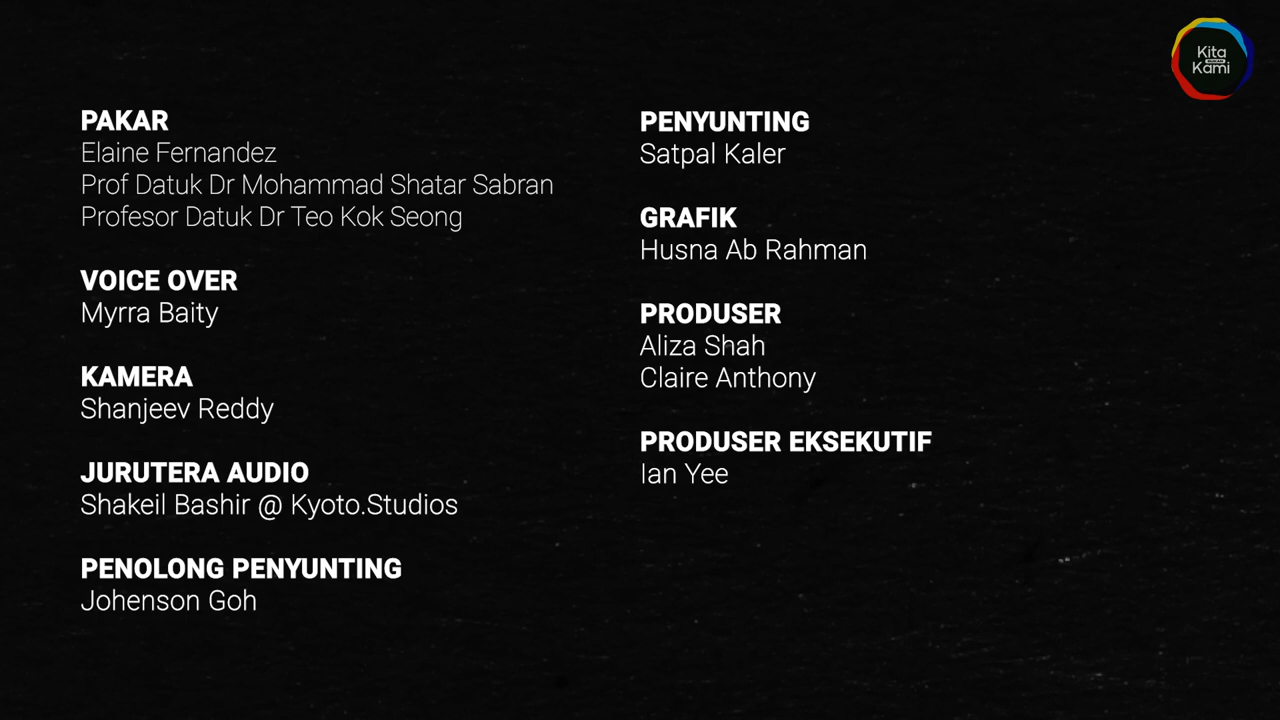 PAKAR
Elaine Fernandez
Prof Datuk Dr Mohammad Shatar Sabran
Profesor Datuk Dr Teo Kok Seong
VOICE OVER
Myrra Baity
KAMERA
Shanjeev Reddy
JURUTERA AUDIO
Shakeil Bashir @ Kyoto.Studios
PENOLONG PENYUNTING
Johenson Goh
PENYUNTING
Satpal Kaler
GRAFIK
Husna Ab Rahman
PRODUSER
Aliza Shah
Claire Anthony
PRODUSER EKSEKUTIF
Ian Yee
Kita
Kami